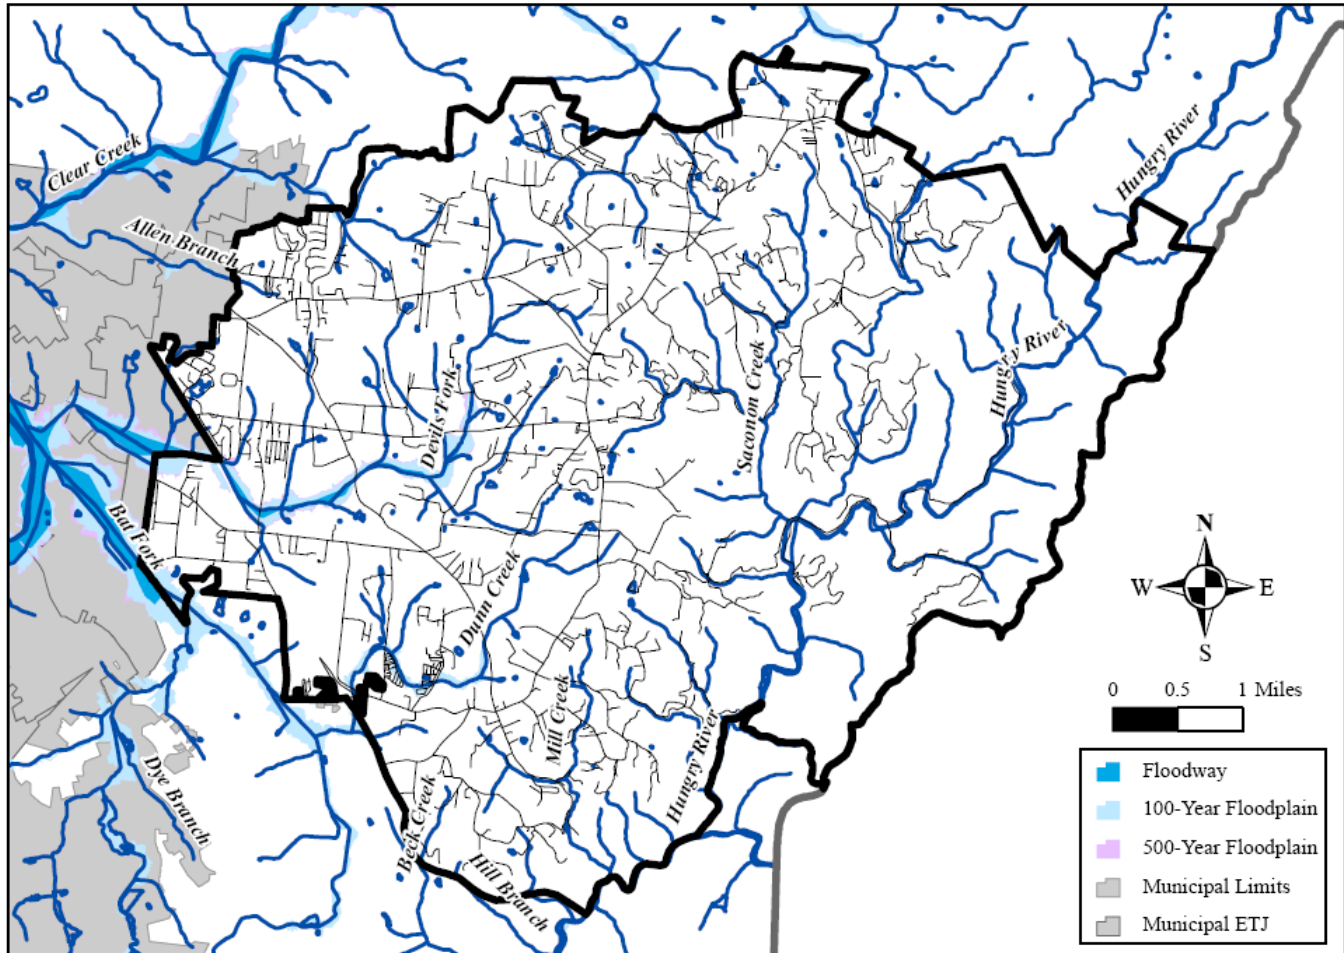 Clear Creek
Allen Branch
Hungry River
Hungry River
Saconon Creek
Devils Fork
Bat Fork
Dunn Creek
Mill Creek
Hungry River
Dye Branch
Beck Creek
Hill Branch
N
W E
S
0 0.5 1 Miles
Floodway
100-Year Floodplain
500-Year Floodplain
Municipal Limits
Municipal ETJ